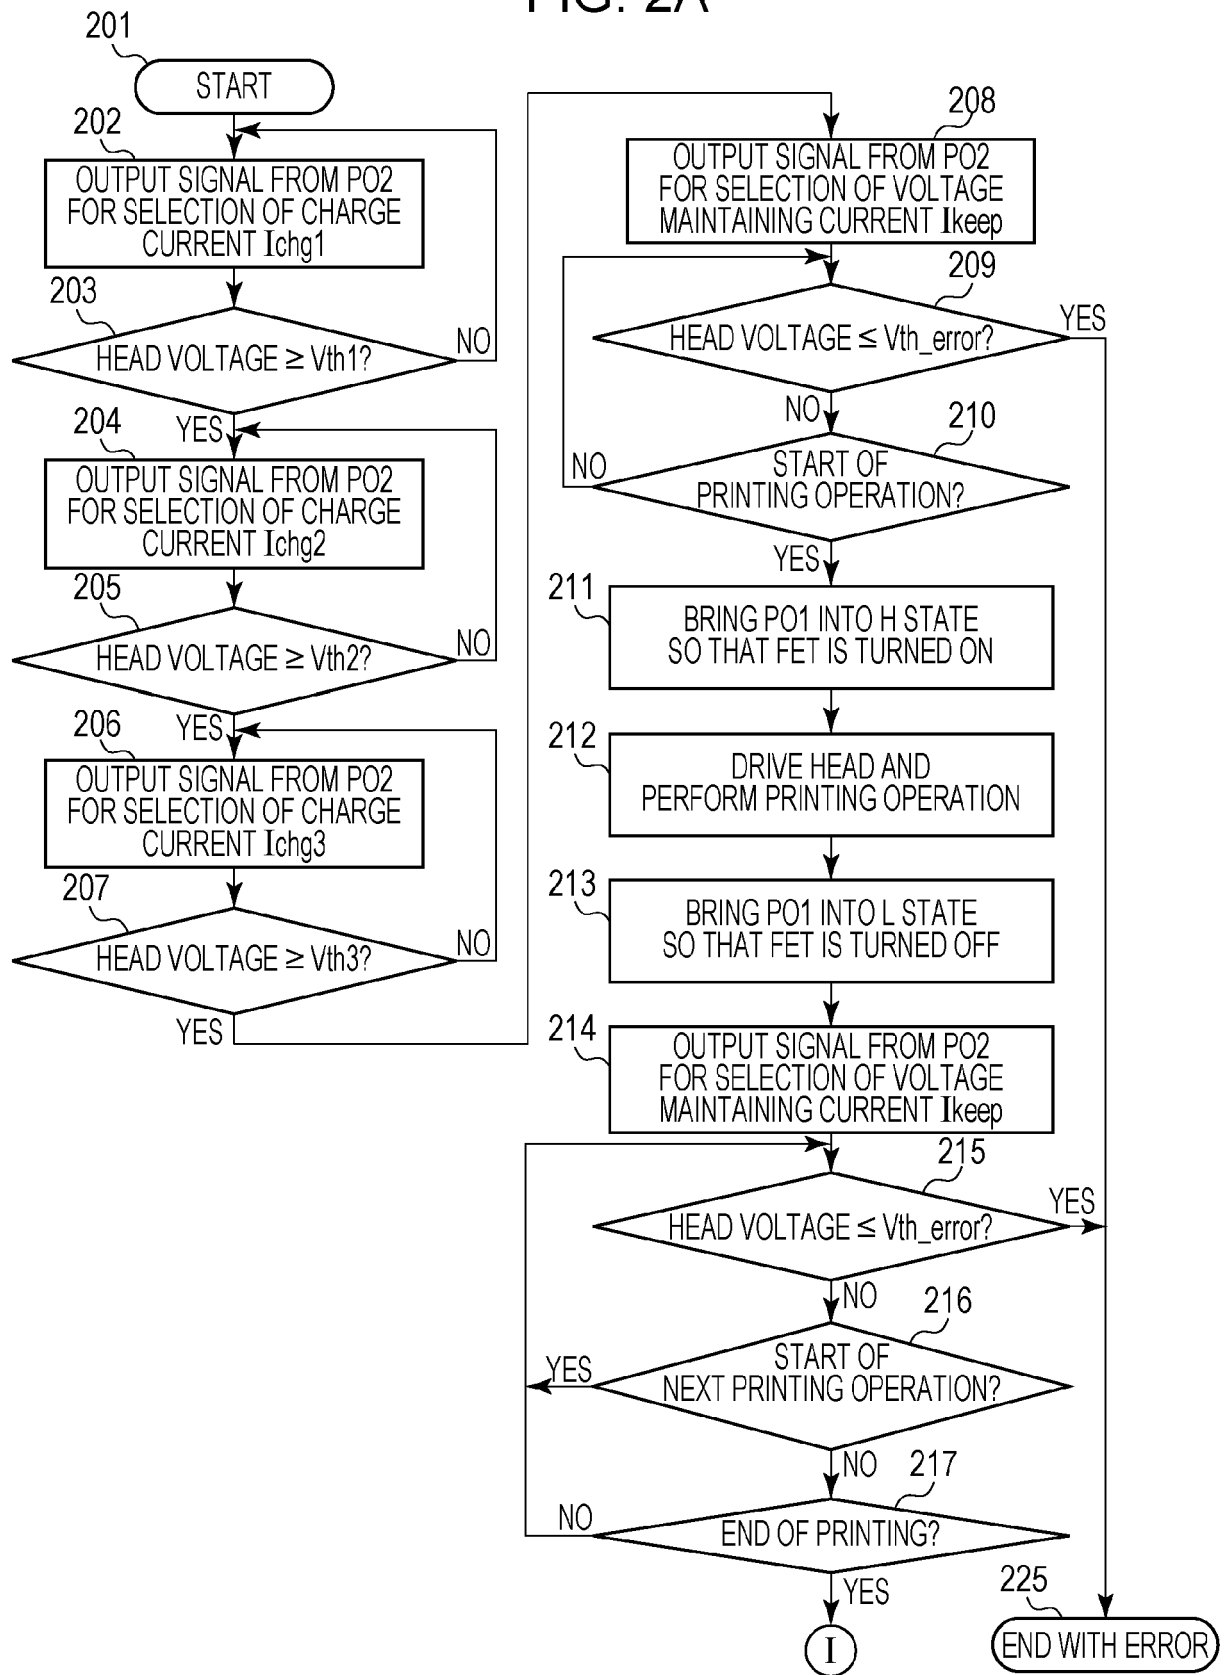 FIG. 2A
201
START
202
OUTPUT SIGNAL FROM PO2
FOR SELECTION OF CHARGE
CURRENT Ichg1
203
HEAD VOLTAGE ≥ Vth1?
NO
YES
204
OUTPUT SIGNAL FROM PO2
FOR SELECTION OF CHARGE
CURRENT Ichg2
205
HEAD VOLTAGE ≥ Vth2?
NO
YES
206
OUTPUT SIGNAL FROM PO2
FOR SELECTION OF CHARGE
CURRENT Ichg3
207
HEAD VOLTAGE ≥ Vth3?
NO
YES
208
OUTPUT SIGNAL FROM PO2
FOR SELECTION OF VOLTAGE
MAINTAINING CURRENT Ikeep
209
HEAD VOLTAGE ≤ Vth_error?
YES
NO
210
START OF
PRINTING OPERATION?
NO
YES
211
BRING PO1 INTO H STATE
SO THAT FET IS TURNED ON
212
DRIVE HEAD AND
PERFORM PRINTING OPERATION
213
BRING PO1 INTO L STATE
SO THAT FET IS TURNED OFF
214
OUTPUT SIGNAL FROM PO2
FOR SELECTION OF VOLTAGE
MAINTAINING CURRENT Ikeep
215
HEAD VOLTAGE ≤ Vth_error?
YES
NO
216
START OF
NEXT PRINTING OPERATION?
YES
NO
217
END OF PRINTING?
NO
YES
I
225
END WITH ERROR